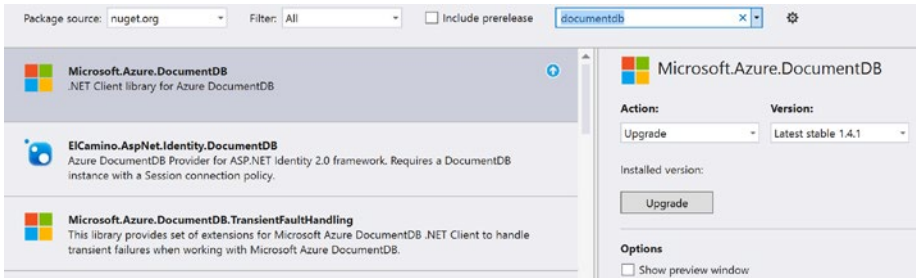 Package source: nuget.org Filter: All Include prerelease documentdb
Microsoft.Azure.DocumentDB
.NET Client library for Azure DocumentDB
ElCamino.AspNet.Identity.DocumentDB
Azure DocumentDB Provider for ASP.NET Identity 2.0 framework. Requires a DocumentDB
instance with a Session connection policy.
Microsoft.Azure.DocumentDB.TransientFaultHandling
This library provides set of extensions for Microsoft Azure DocumentDB .NET Client to handle
transient failures when working with Microsoft Azure DocumentDB.
Microsoft.Azure.DocumentDB
Action: Version:
Upgrade Latest stable 1.4.1
Installed version:
Upgrade
Options
Show preview window